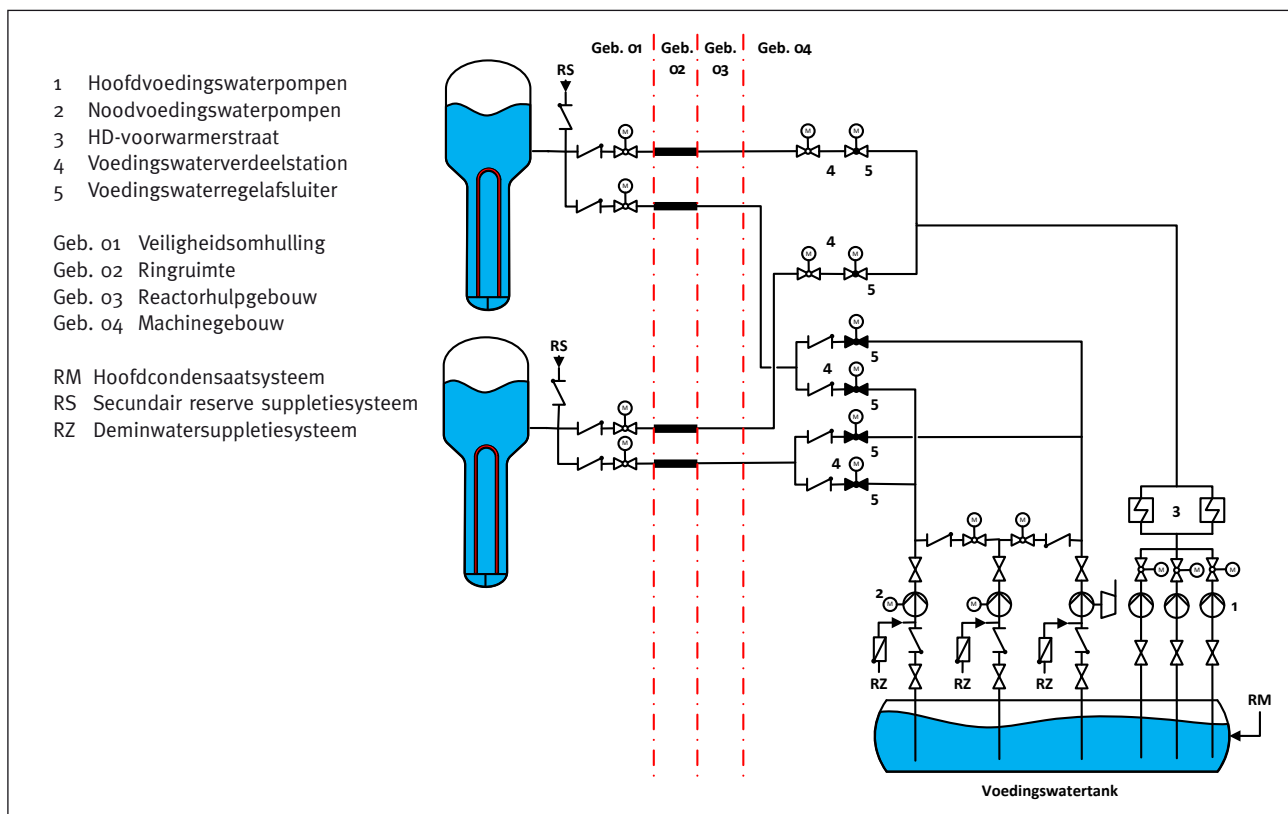 1 Hoofdvoedingswaterpompen
2 Noodvoedingswaterpompen
3 HD-voorwarmerstraat
4 Voedingswaterverdeelstation
5 Voedingswaterregelafsluiter
Geb. 01 Veiligheidsomhulling
Geb. 02 Ringruimte
Geb. 03 Reactorhulpgebouw
Geb. 04 Machinegebouw
RM Hoofdcondensaatsysteem
RS Secundair reserve suppletiesysteem
RZ Deminwatersuppletiesysteem
Geb. 01
Geb. 02
Geb. 03
Geb. 04
RS
M
M
M
4
5
M
4
M
M
5
M
5
RS
4
M
5
M
M
5
M
4
M
5
3
M
M
2
M
M
M
M
M
1
RZ
RZ
RZ
RM
Voedingswatertank